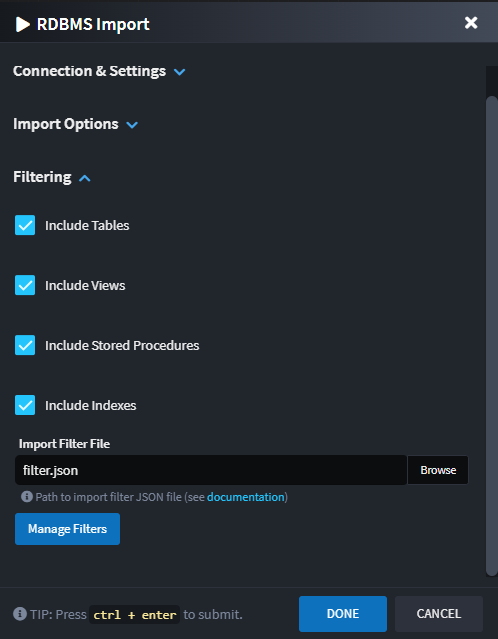 RDBMS Import
Connection & Settings
Import Options
Filtering
Include Tables
Include Views
Include Stored Procedures
Include Indexes
Import Filter File
filter.json Browse
Path to import filter JSON file (see documentation)
Manage Filters
TIP: Press ctrl + enter to submit. DONE CANCEL